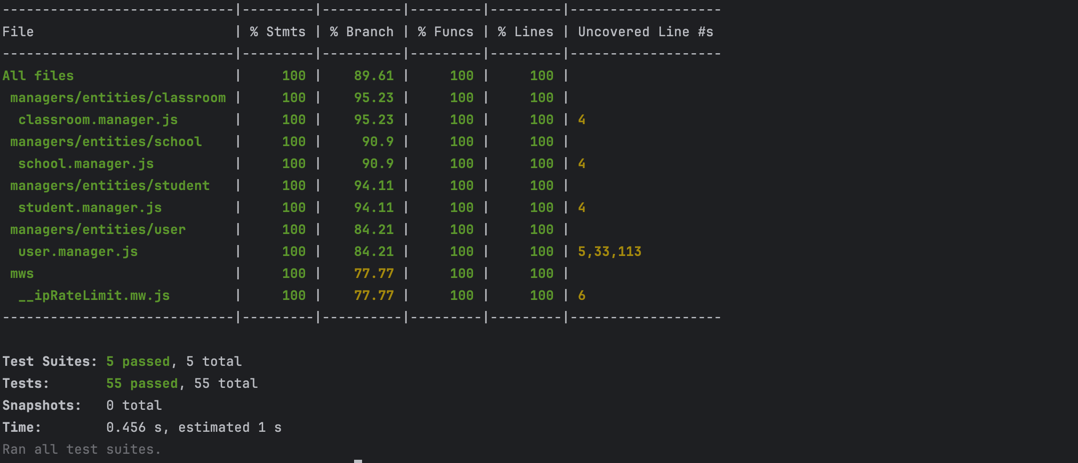 -----------------------------|---------|----------|---------|---------|-------------------
File                         | % Stmts | % Branch | % Funcs | % Lines | Uncovered Line #s
-----------------------------|---------|----------|---------|---------|-------------------
All files                    |     100 |    89.61 |     100 |     100 |
 managers/entities/classroom |     100 |    95.23 |     100 |     100 |
  classroom.manager.js       |     100 |    95.23 |     100 |     100 | 4
 managers/entities/school    |     100 |     90.9 |     100 |     100 |
  school.manager.js          |     100 |     90.9 |     100 |     100 | 4
 managers/entities/student   |     100 |    94.11 |     100 |     100 |
  student.manager.js         |     100 |    94.11 |     100 |     100 | 4
 managers/entities/user      |     100 |    84.21 |     100 |     100 |
  user.manager.js            |     100 |    84.21 |     100 |     100 | 5,33,113
 mws                         |     100 |    77.77 |     100 |     100 |
  __ipRateLimit.mw.js        |     100 |    77.77 |     100 |     100 | 6
-----------------------------|---------|----------|---------|---------|-------------------
Test Suites: 5 passed, 5 total
Tests:       55 passed, 55 total
Snapshots:   0 total
Time:        0.456 s, estimated 1 s
Ran all test suites.